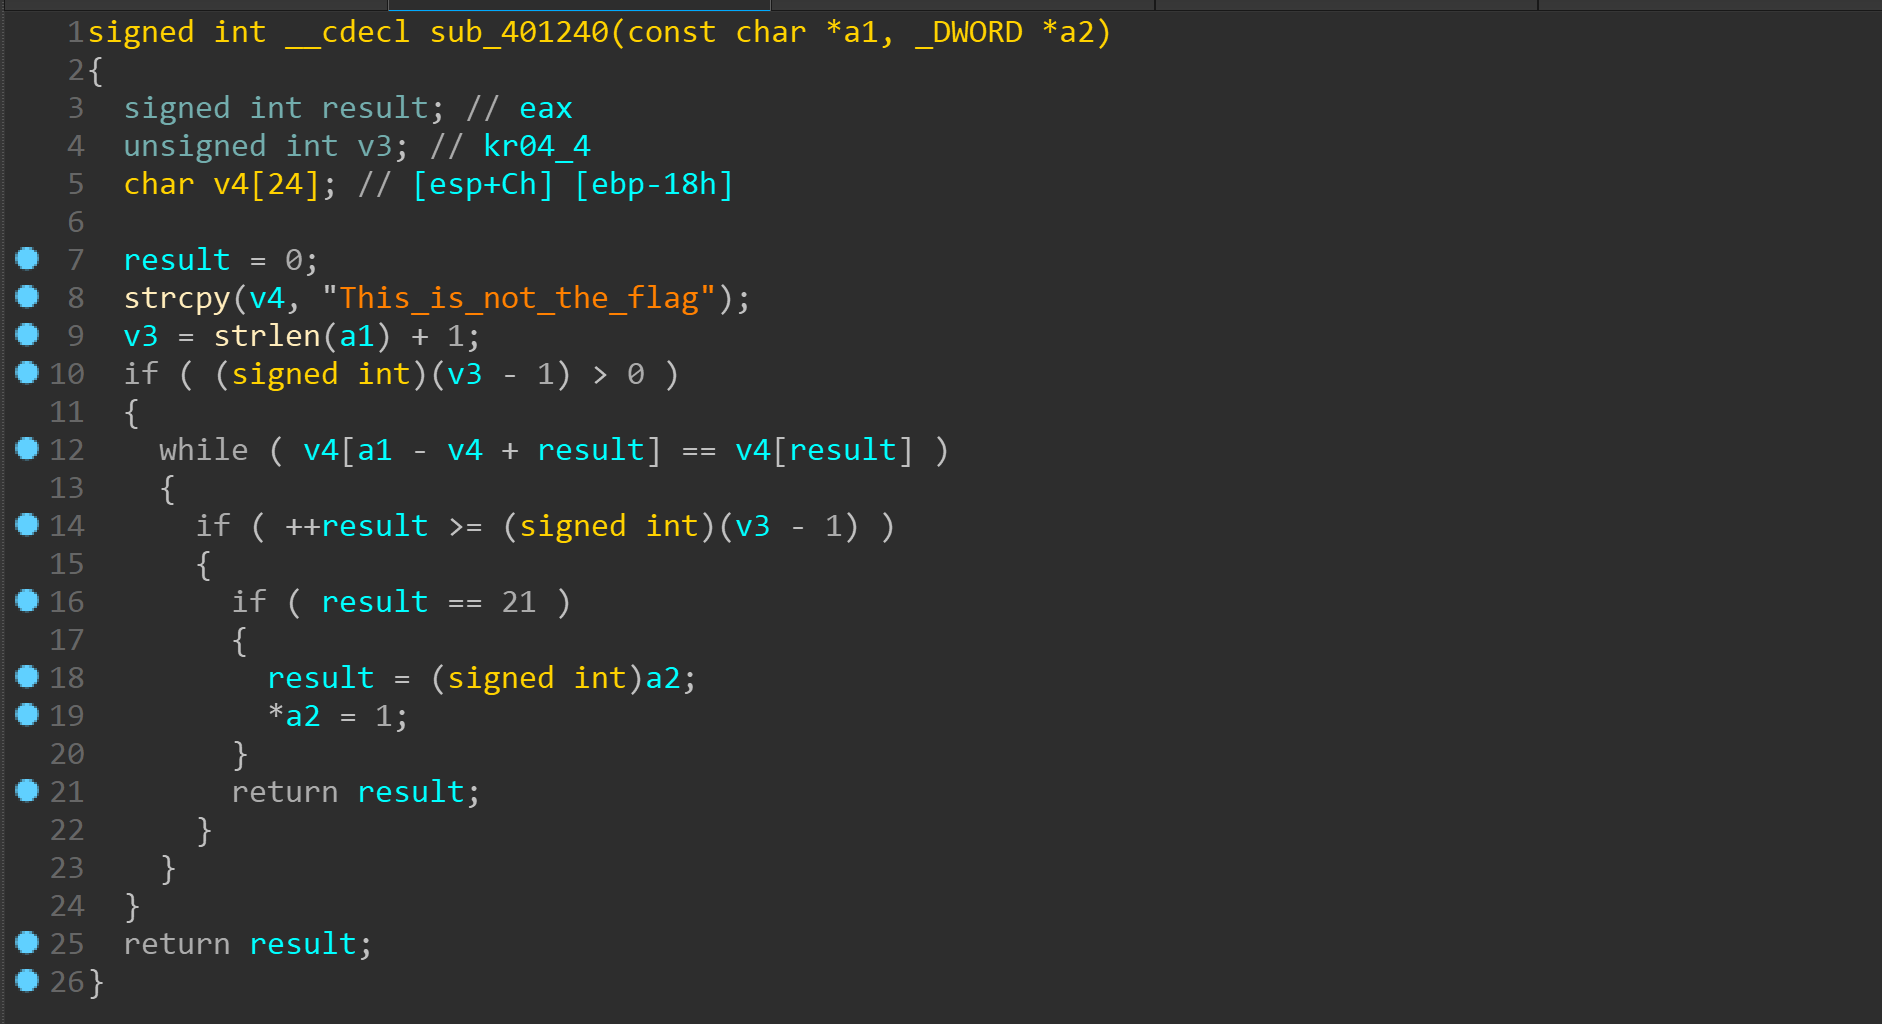 1 signed int __cdecl sub_401240(const char *a1, _DWORD *a2)
2 {
3   signed int result; // eax
4   unsigned int v3; // kr04_4
5   char v4[24]; // [esp+Ch] [ebp-18h]
6
7   result = 0;
8   strcpy(v4, "This_is_not_the_flag");
9   v3 = strlen(a1) + 1;
10   if ( (signed int)(v3 - 1) > 0 )
11   {
12     while ( v4[a1 - v4 + result] == v4[result] )
13     {
14       if ( ++result >= (signed int)(v3 - 1) )
15       {
16         if ( result == 21 )
17         {
18           result = (signed int)a2;
19           *a2 = 1;
20         }
21         return result;
22       }
23     }
24   }
25   return result;
26 }